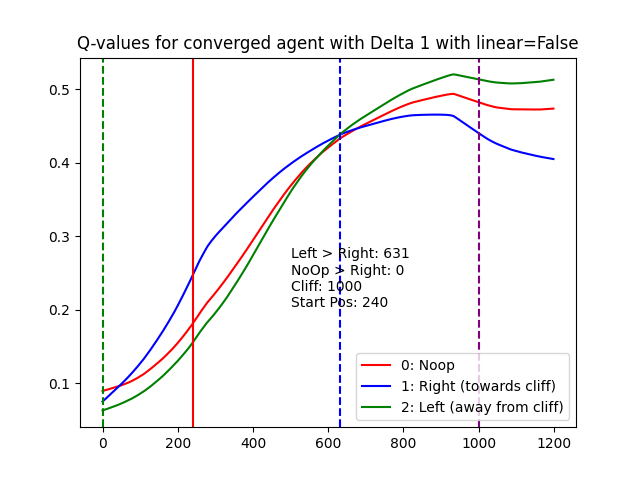 Q-values for converged agent with Delta 1 with linear=False
0.5
0.4
0.3
0.2
0.1
Left > Right: 631
NoOp > Right: 0
Cliff: 1000
Start Pos: 240
0: Noop
1: Right (towards cliff)
2: Left (away from cliff)
0 200 400 600 800 1000 1200